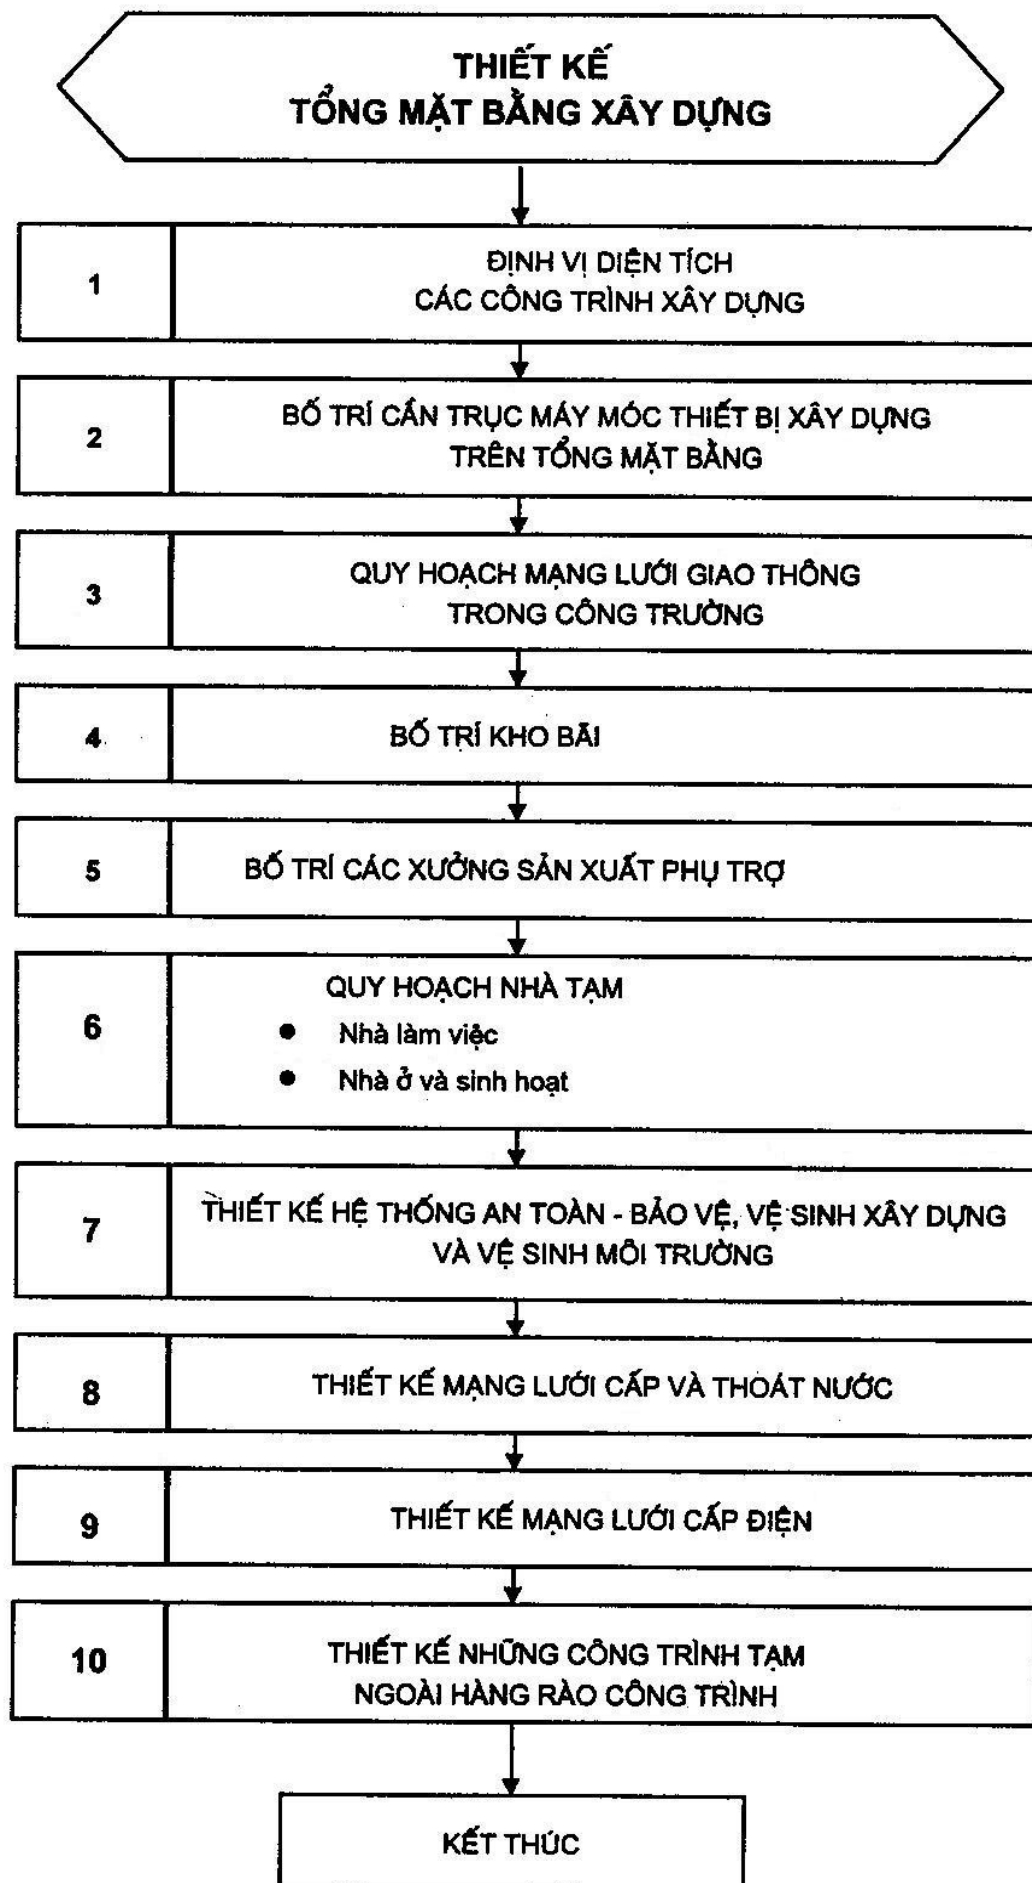 THIẾT KẾ
TỔNG MẶT BẰNG XÂY DỰNG
1
ĐỊNH VỊ DIỆN TÍCH
CÁC CÔNG TRÌNH XÂY DỰNG
2
BỐ TRÍ CẦN TRỤC MÁY MÓC THIẾT BỊ XÂY DỰNG
TRÊN TỔNG MẶT BẰNG
3
QUY HOẠCH MẠNG LƯỚI GIAO THÔNG
TRONG CÔNG TRƯỜNG
4
BỐ TRÍ KHO BÃI
5
BỐ TRÍ CÁC XƯỞNG SẢN XUẤT PHỤ TRỢ
6
QUY HOẠCH NHÀ TẠM
● Nhà làm việc
● Nhà ở và sinh hoạt
7
THIẾT KẾ HỆ THỐNG AN TOÀN - BẢO VỆ, VỆ SINH XÂY DỰNG
VÀ VỆ SINH MÔI TRƯỜNG
8
THIẾT KẾ MẠNG LƯỚI CẤP VÀ THOÁT NƯỚC
9
THIẾT KẾ MẠNG LƯỚI CẤP ĐIỆN
10
THIẾT KẾ NHỮNG CÔNG TRÌNH TẠM
NGOÀI HÀNG RÀO CÔNG TRÌNH
KẾT THÚC